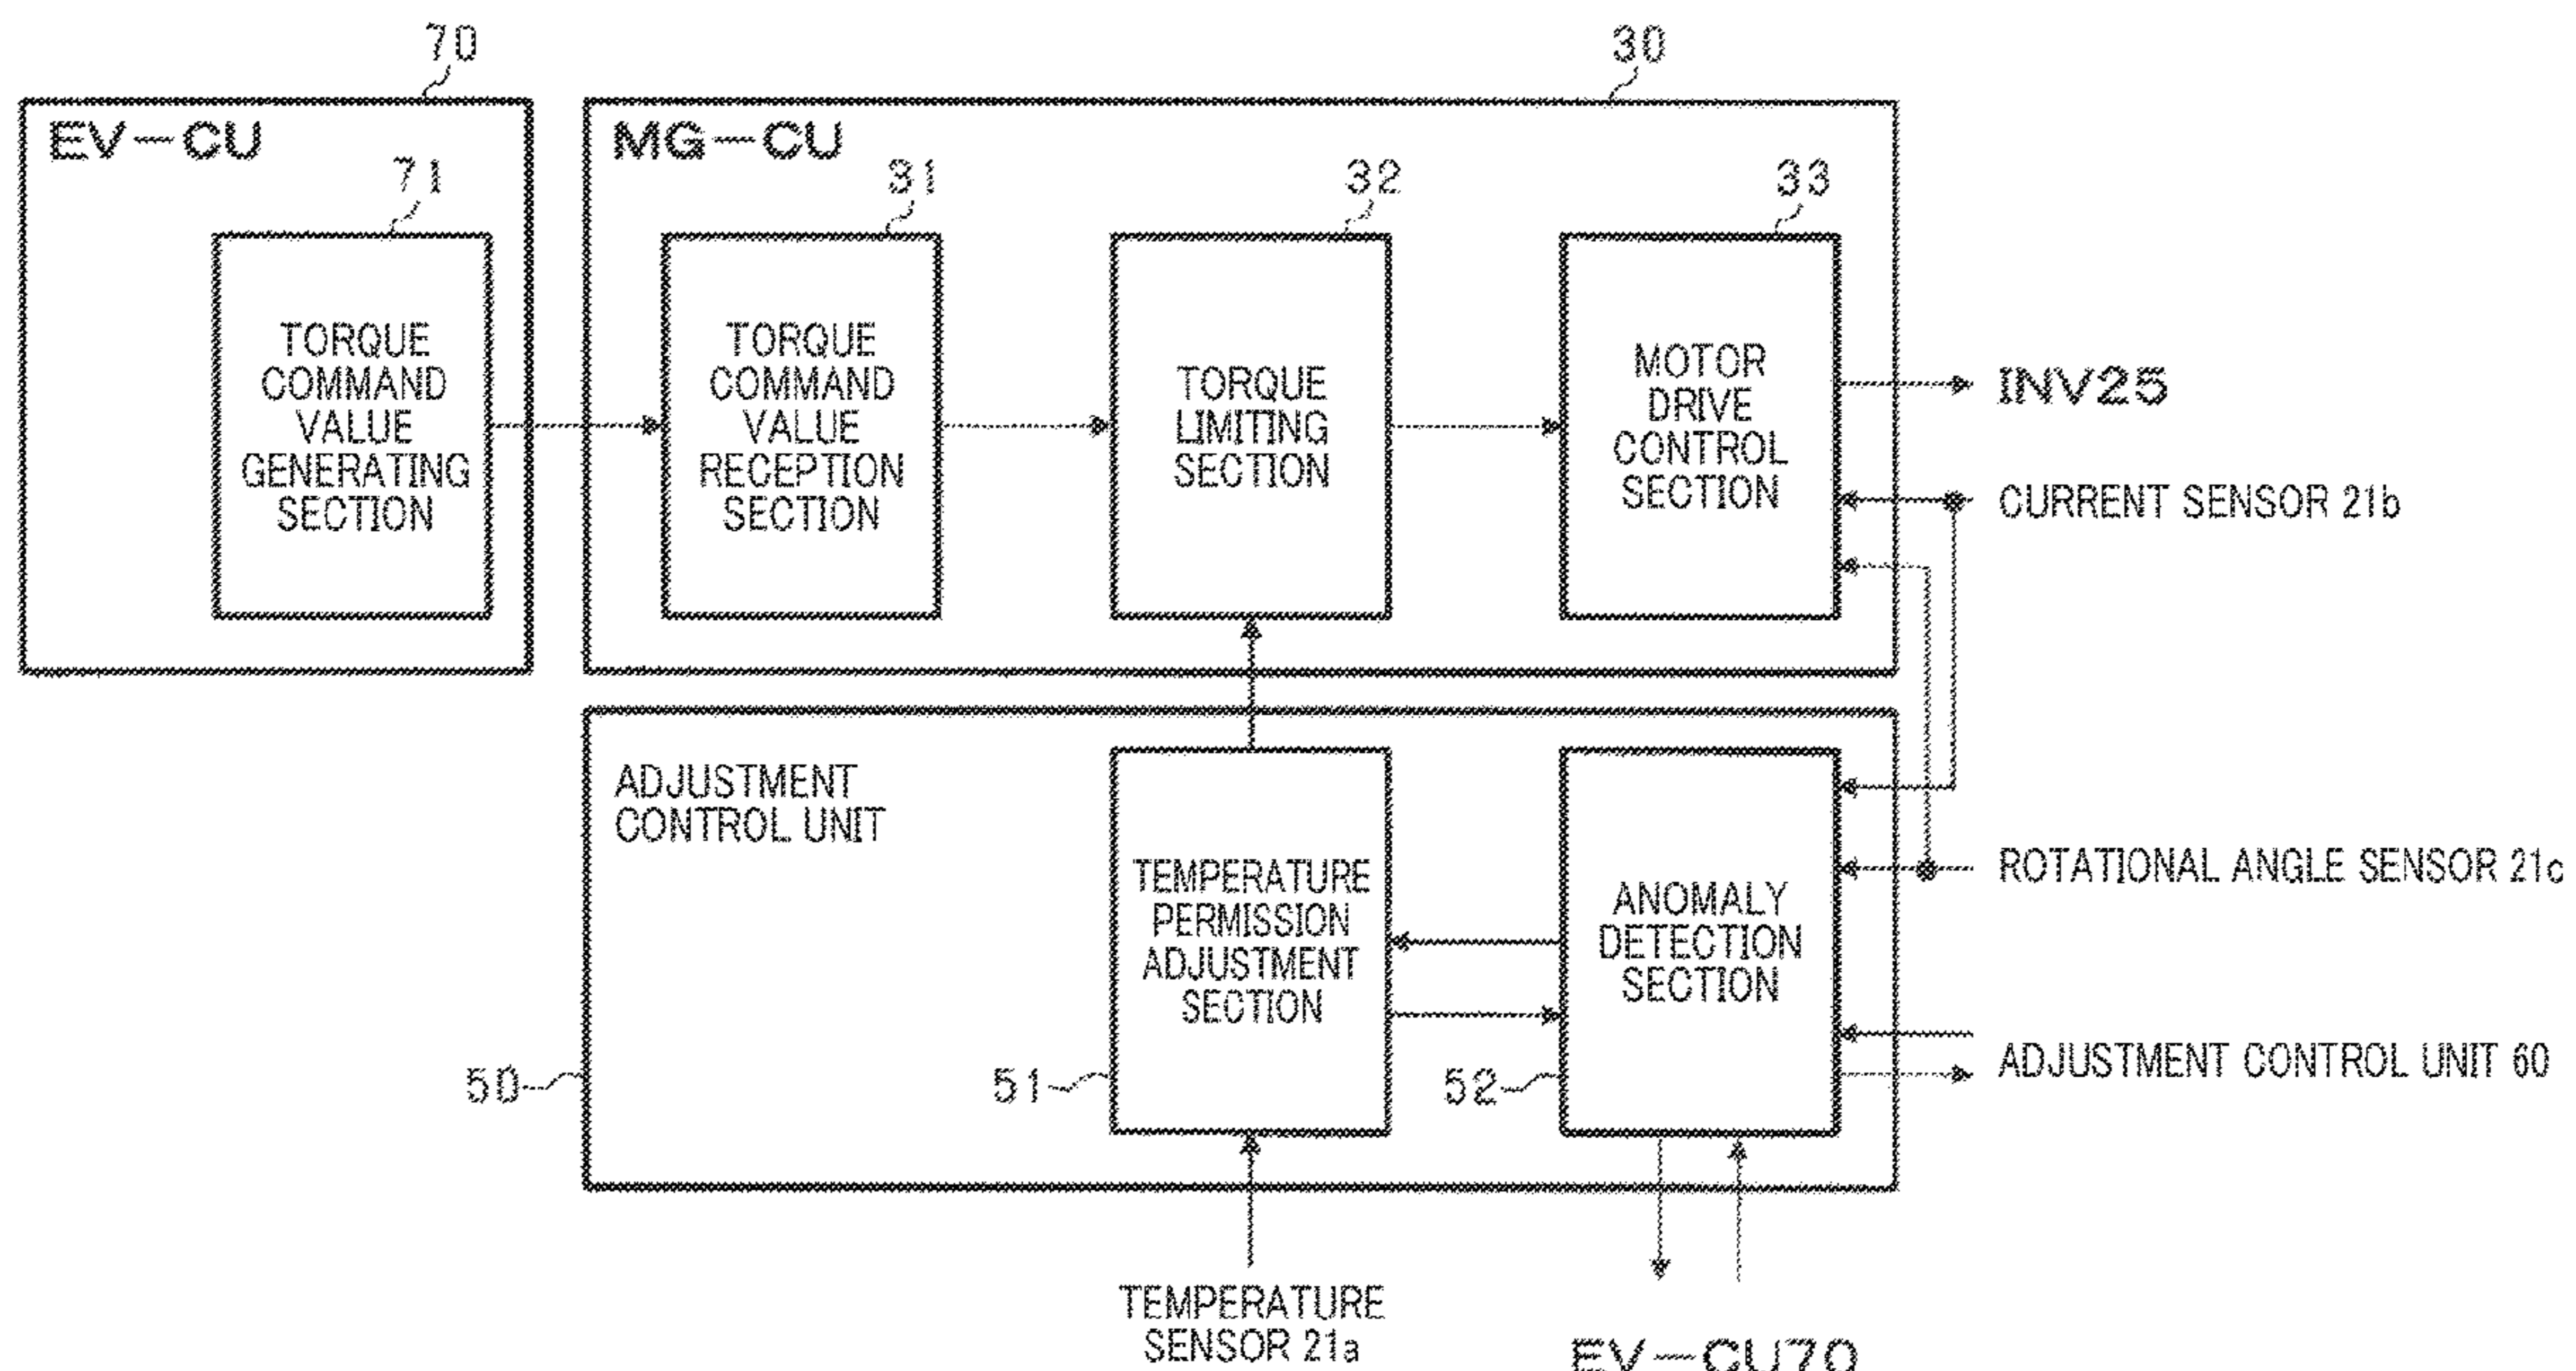 70
30
EV-CU
MG-CU
71
31
32
33
TORQUE
COMMAND
VALUE
GENERATING
SECTION
TORQUE
COMMAND
VALUE
RECEPTION
SECTION
TORQUE
LIMITING
SECTION
MOTOR
DRIVE
CONTROL
SECTION
INV25
CURRENT SENSOR 21b
ADJUSTMENT
CONTROL UNIT
TEMPERATURE
PERMISSION
ADJUSTMENT
SECTION
ANOMALY
DETECTION
SECTION
ROTATIONAL ANGLE SENSOR 21c
50
51
52
ADJUSTMENT CONTROL UNIT 60
TEMPERATURE
SENSOR 21a
EV-CU70